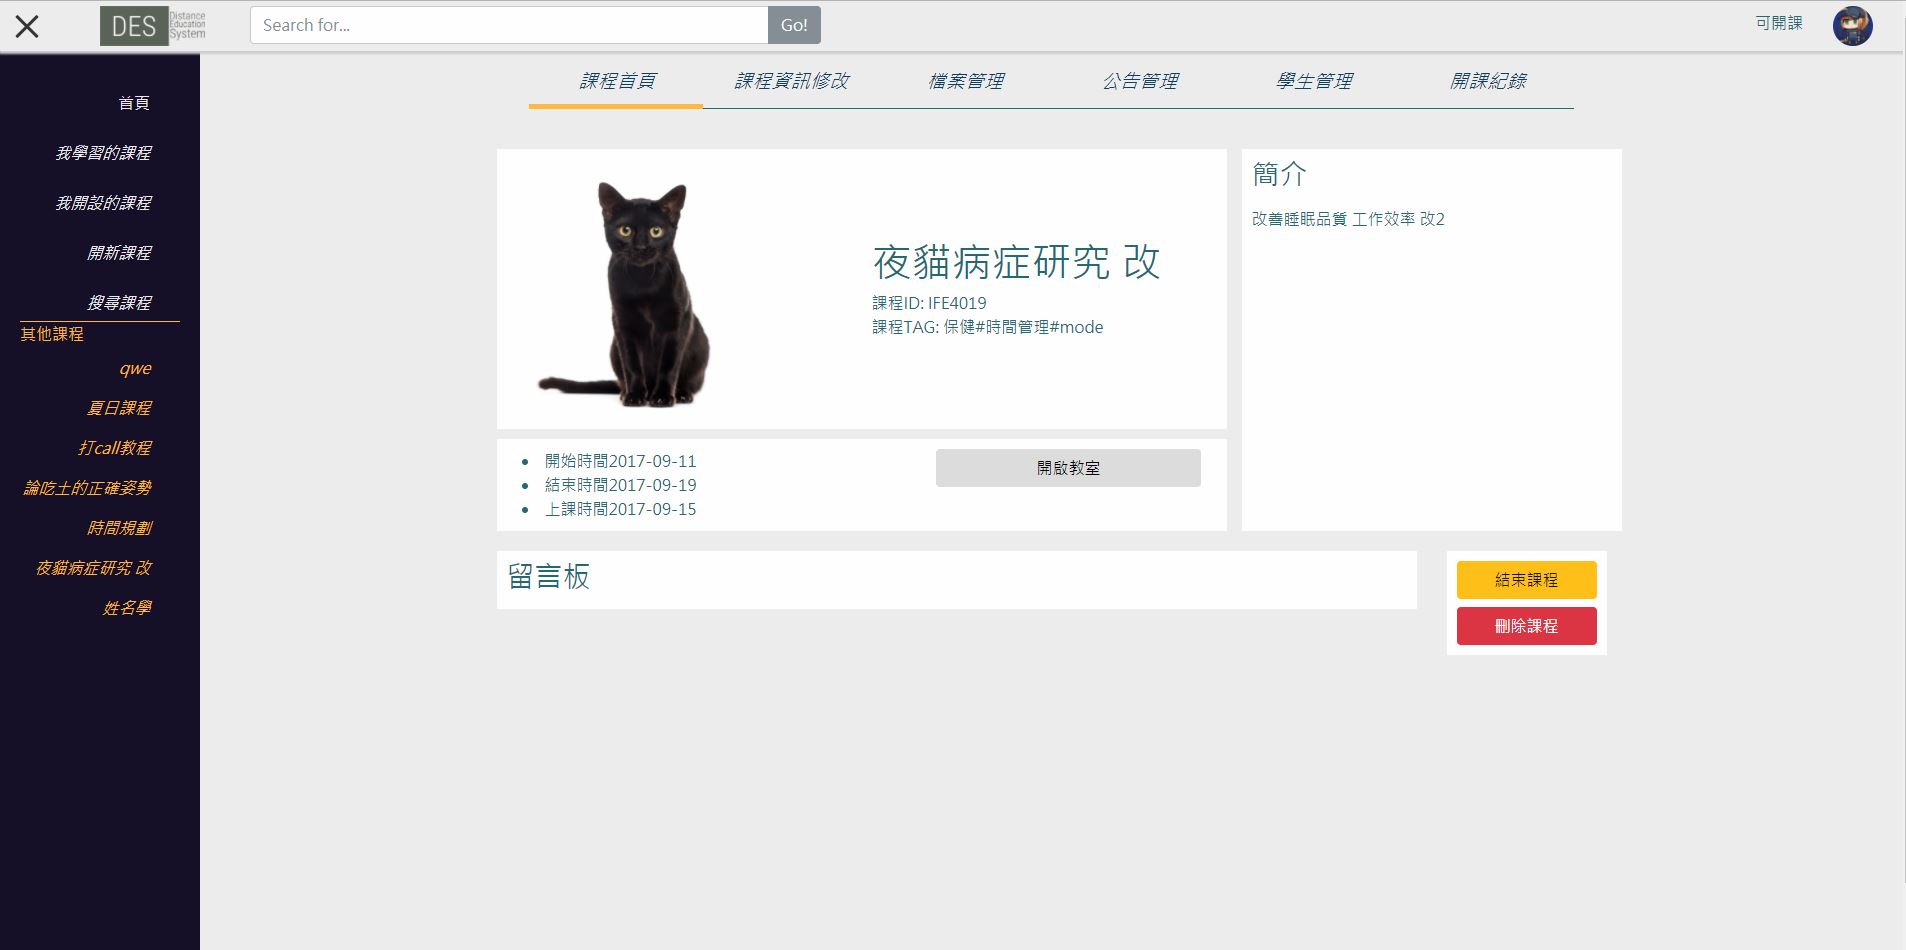 DES Distance
Education
System
Search for...
Go!
可開課
首頁
我學習的課程
我開設的課程
開新課程
搜尋課程
其他課程
qwe
夏日課程
打call教程
論吃土的正確姿勢
時間規劃
夜貓病症研究 改
姓名學
課程首頁
課程資訊修改
檔案管理
公告管理
學生管理
開課紀錄
夜貓病症研究 改
課程ID: IFE4019
課程TAG: 保健#時間管理#mode
簡介
改善睡眠品質 工作效率 改2
開始時間2017-09-11
結束時間2017-09-19
上課時間2017-09-15
開啟教室
留言板
結束課程
刪除課程